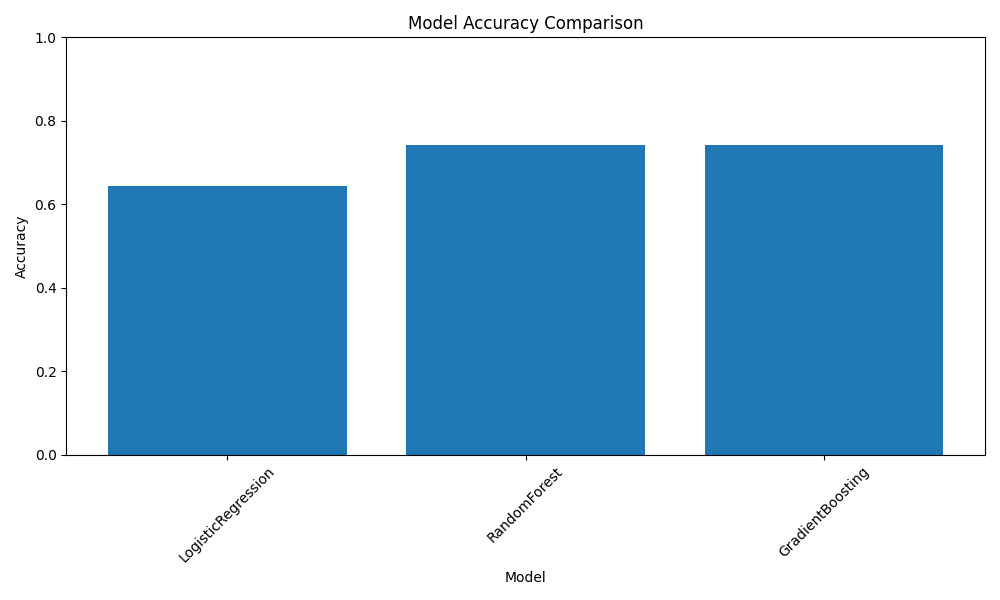 Model Accuracy Comparison
1.0
0.8
0.6
0.4
0.2
0.0
Accuracy
LogisticRegression
RandomForest
GradientBoosting
Model